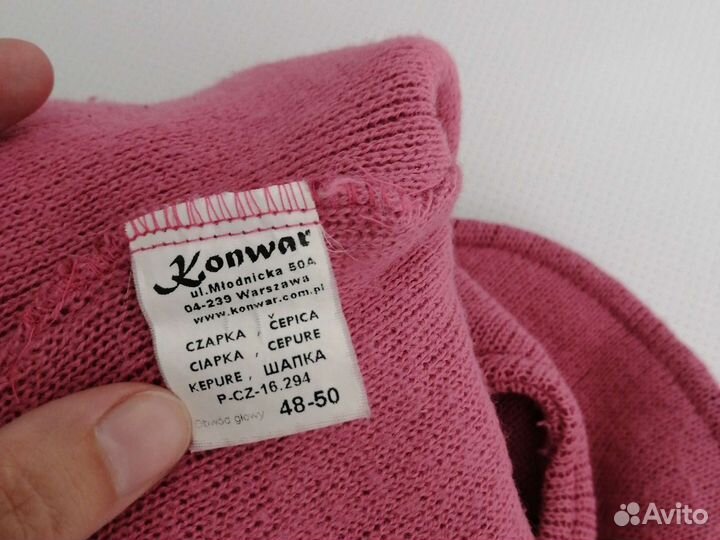 Konwar
ul.Młodnicka 50A
04-239 Warszawa
www.konwar.com.pl
CZAPKA , ČEPICA
CIAPKA , CEPURE
KEPURE , ШАПКА
P-CZ-16.294
Obwód głowy 48-50
Avito